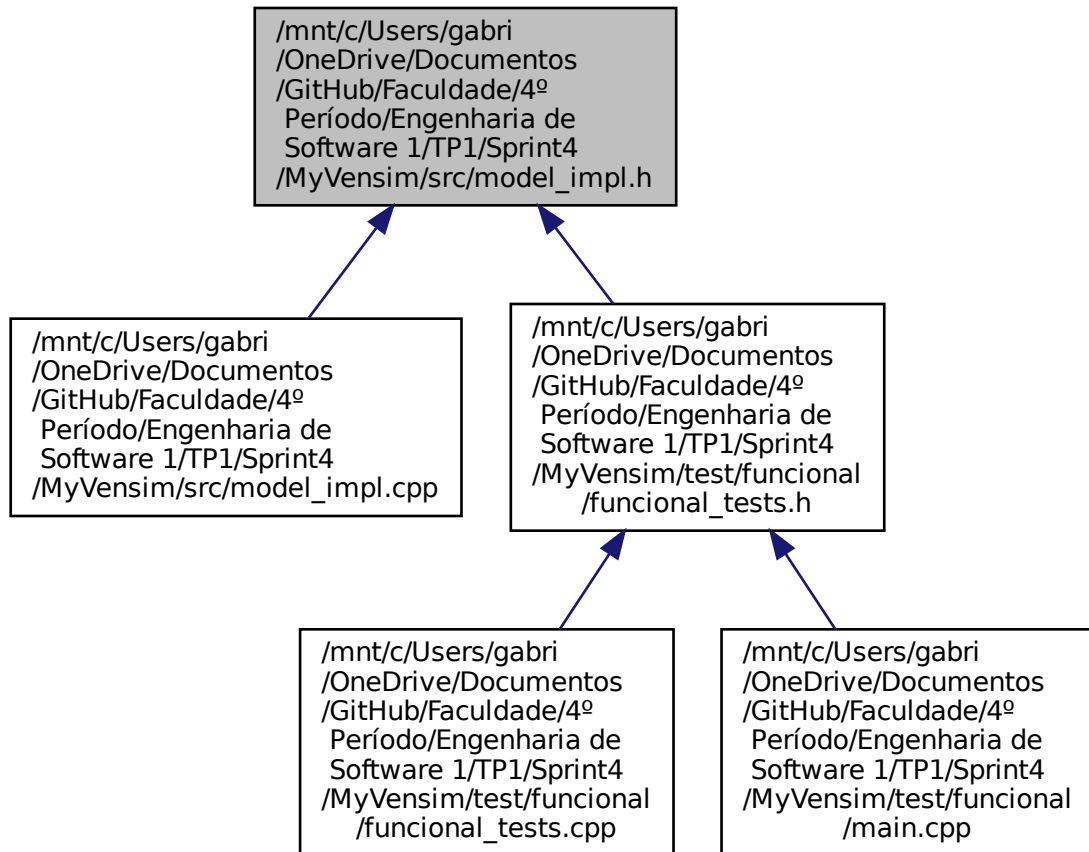 /mnt/c/Users/gabri
/OneDrive/Documentos
/GitHub/Faculdade/4º
Período/Engenharia de
Software 1/TP1/Sprint4
/MyVensim/src/model_impl.h
/mnt/c/Users/gabri
/OneDrive/Documentos
/GitHub/Faculdade/4º
Período/Engenharia de
Software 1/TP1/Sprint4
/MyVensim/src/model_impl.cpp
/mnt/c/Users/gabri
/OneDrive/Documentos
/GitHub/Faculdade/4º
Período/Engenharia de
Software 1/TP1/Sprint4
/MyVensim/test/funcional
/funcional_tests.h
/mnt/c/Users/gabri
/OneDrive/Documentos
/GitHub/Faculdade/4º
Período/Engenharia de
Software 1/TP1/Sprint4
/MyVensim/test/funcional
/funcional_tests.cpp
/mnt/c/Users/gabri
/OneDrive/Documentos
/GitHub/Faculdade/4º
Período/Engenharia de
Software 1/TP1/Sprint4
/MyVensim/test/funcional
/main.cpp